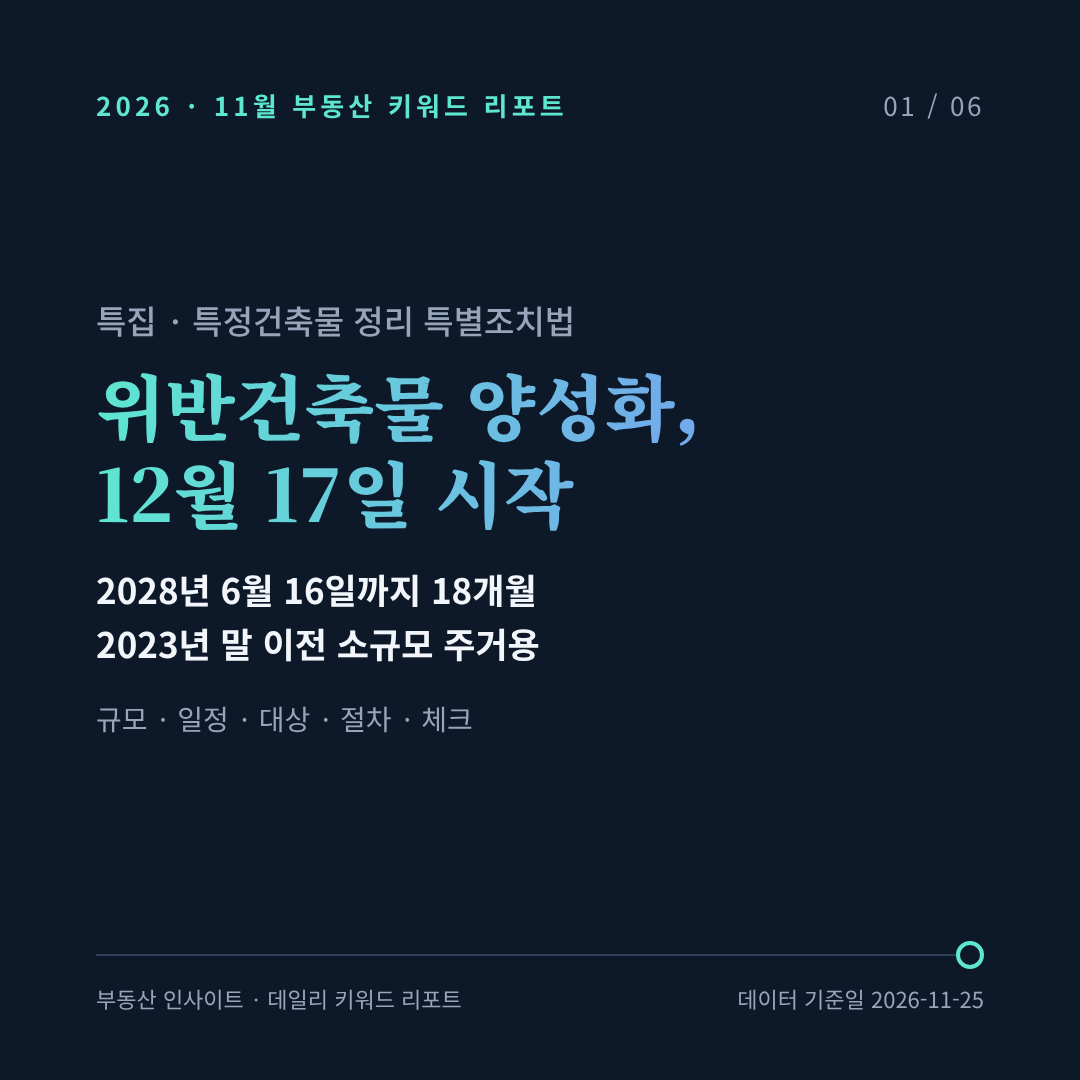 2026 · 11월 부동산 키워드 리포트
01 / 06
특집 · 특정건축물 정리 특별조치법
위반건축물 양성화,
12월 17일 시작
2028년 6월 16일까지 18개월
2023년 말 이전 소규모 주거용
규모 · 일정 · 대상 · 절차 · 체크
부동산 인사이트 · 데일리 키워드 리포트
데이터 기준일 2026-11-25